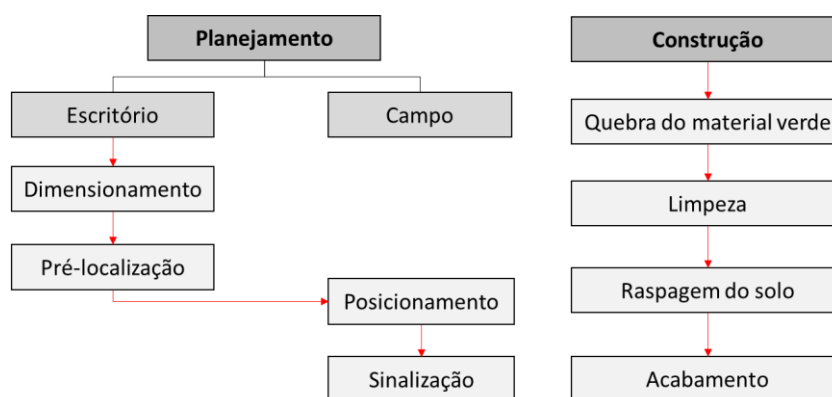 Planejamento
Escritório
Campo
Dimensionamento
Pré-localização
Posicionamento
Sinalização
Construção
Quebra do material verde
Limpeza
Raspagem do solo
Acabamento